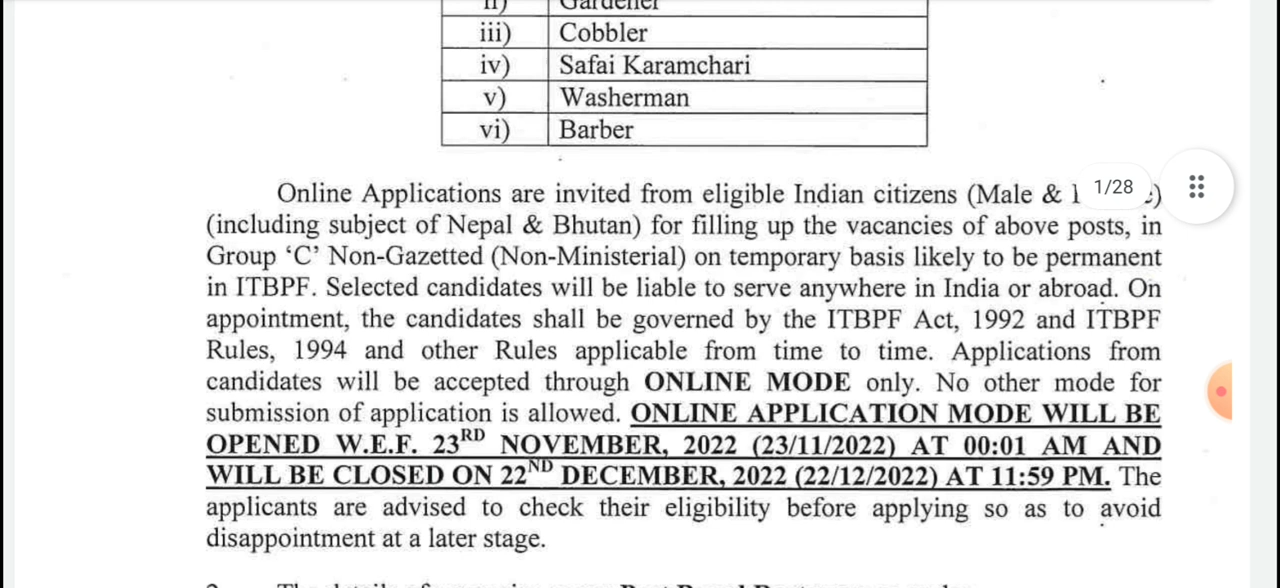 ii) Gardener
iii) Cobbler
iv) Safai Karamchari
v) Washerman
vi) Barber
Online Applications are invited from eligible Indian citizens (Male &
1/28
(including subject of Nepal & Bhutan) for filling up the vacancies of above posts, in
Group ‘C’ Non-Gazetted (Non-Ministerial) on temporary basis likely to be permanent
in ITBPF. Selected candidates will be liable to serve anywhere in India or abroad. On
appointment, the candidates shall be governed by the ITBPF Act, 1992 and ITBPF
Rules, 1994 and other Rules applicable from time to time. Applications from
candidates will be accepted through ONLINE MODE only. No other mode for
submission of application is allowed. ONLINE APPLICATION MODE WILL BE
OPENED W.E.F. 23RD NOVEMBER, 2022 (23/11/2022) AT 00:01 AM AND
WILL BE CLOSED ON 22ND DECEMBER, 2022 (22/12/2022) AT 11:59 PM. The
applicants are advised to check their eligibility before applying so as to avoid
disappointment at a later stage.